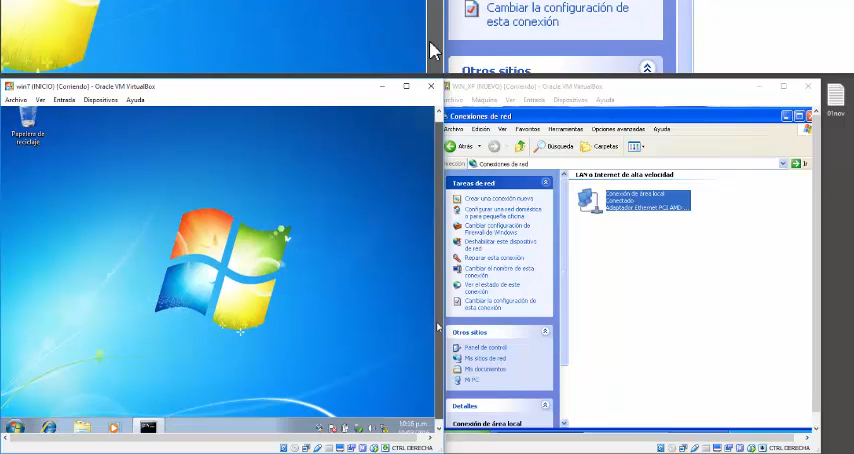 Cambiar la configuración de
esta conexión
Otros sitios
win7 (INICIO) [Corriendo] - Oracle VM VirtualBox
Archivo Ver Entrada Dispositivos Ayuda
Papelera de
reciclaje
10:16 p.m.
CTRL DERECHA
WIN_XP (NUEVO) [Corriendo] - Oracle VM VirtualBox
Archivo Máquina Ver Entrada Dispositivos Ayuda
Conexiones de red
Archivo Edición Ver Favoritos Herramientas Opciones avanzadas Ayuda
Atrás Búsqueda Carpetas
Conexiones de red Ir
Tareas de red
Crear una conexión nueva
Configurar una red doméstica
o para pequeña oficina
Cambiar configuración de
Firewall de Windows
Deshabilitar este dispositivo
de red
Reparar esta conexión
Cambiar el nombre de esta
conexión
Ver el estado de esta
conexión
Cambiar la configuración de
esta conexión
Otros sitios
Panel de control
Mis sitios de red
Mis documentos
Mi PC
Detalles
Conexión de área local
LAN o Internet de alta velocidad
Conexión de área local
Conectado
Adaptador Ethernet PCI AMD ...
CTRL DERECHA
01nov